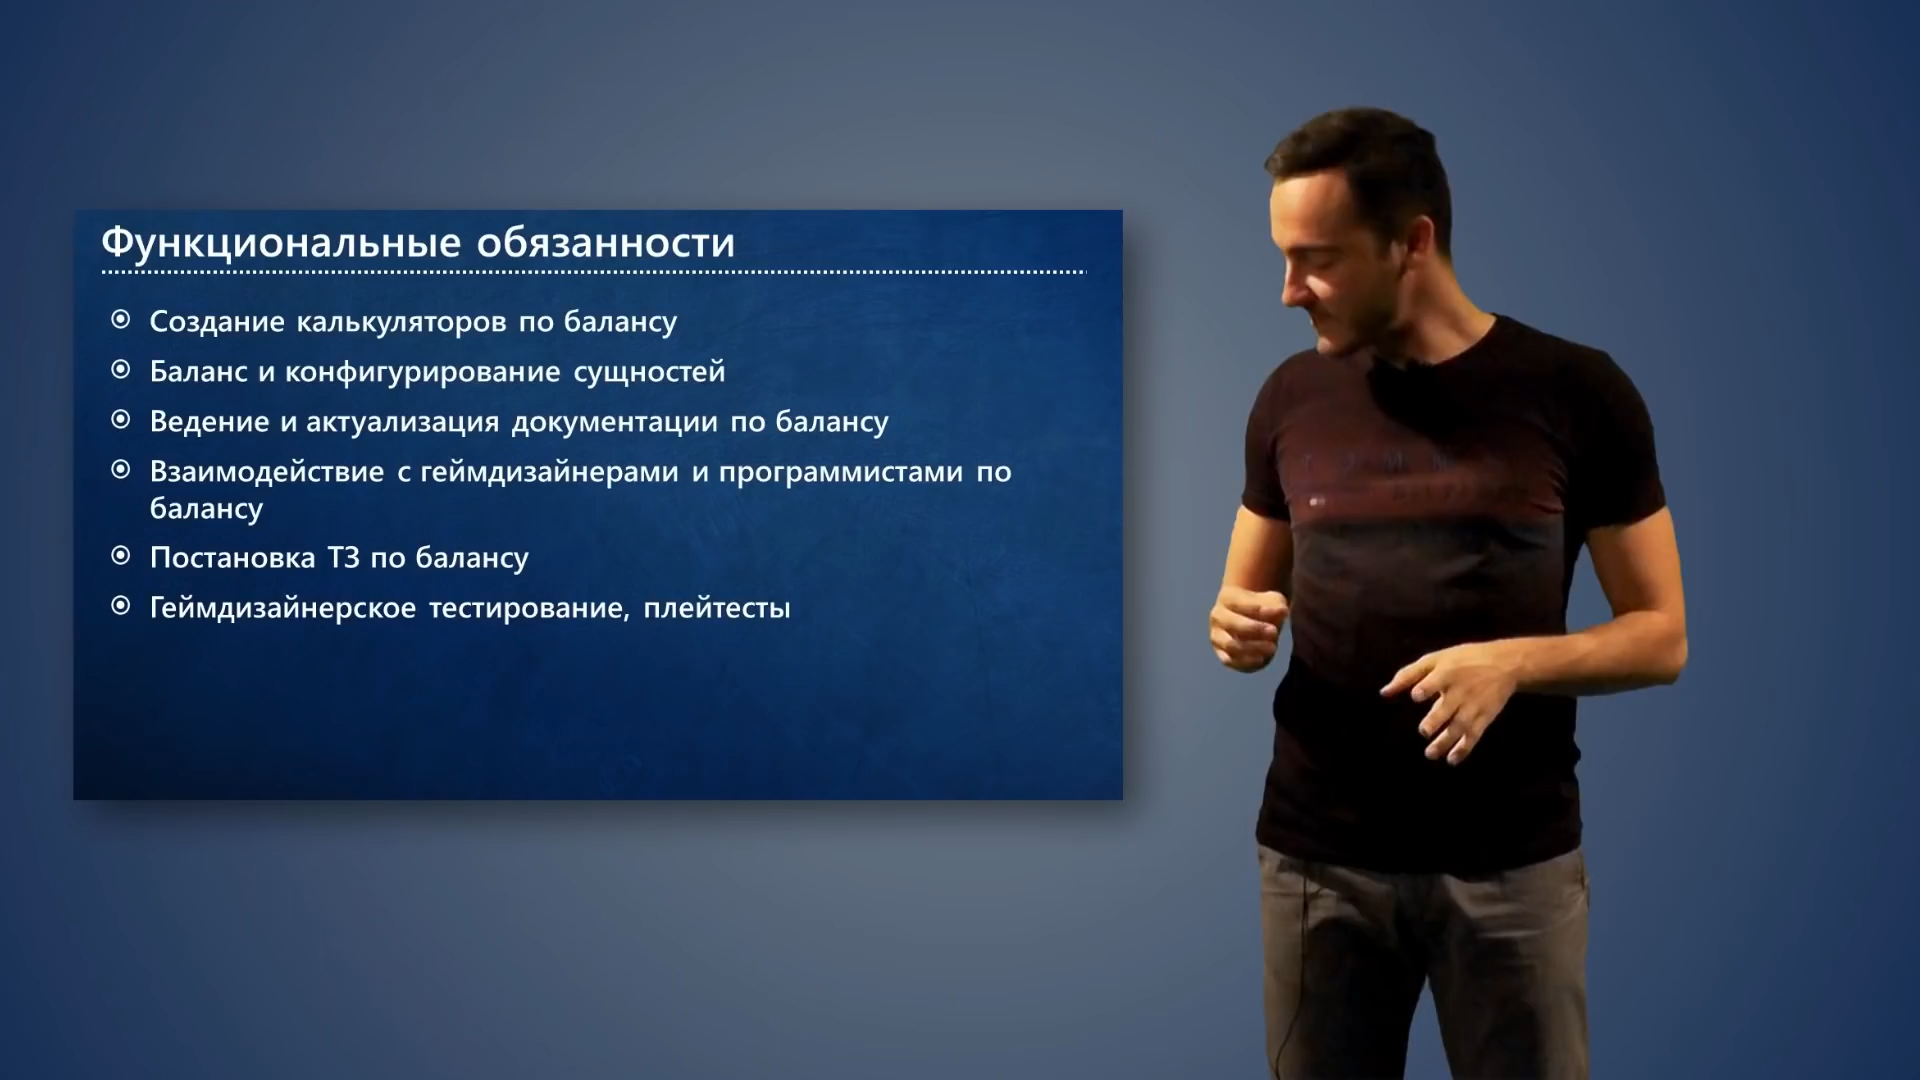 Функциональные обязанности
Создание калькуляторов по балансу
Баланс и конфигурирование сущностей
Ведение и актуализация документации по балансу
Взаимодействие с геймдизайнерами и программистами по
балансу
Постановка ТЗ по балансу
Геймдизайнерское тестирование, плейтесты